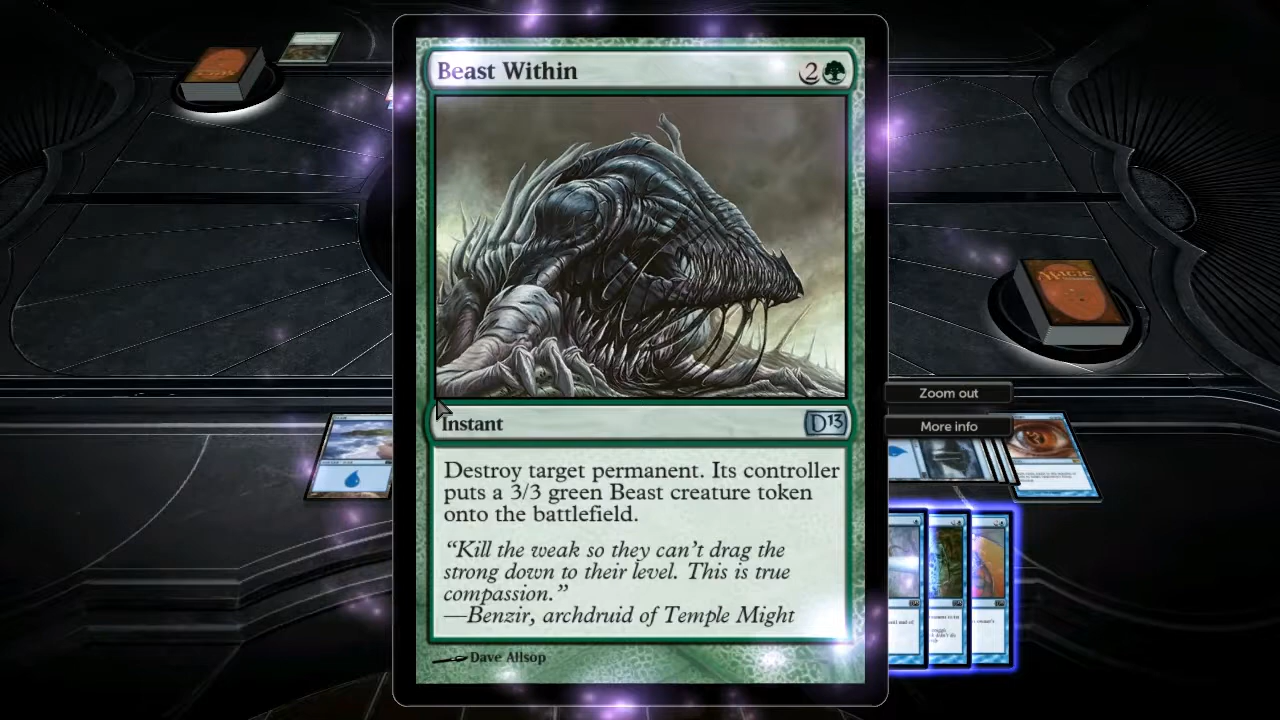 Beast Within
2
Instant
D13
Destroy target permanent. Its controller
puts a 3/3 green Beast creature token
onto the battlefield.
“Kill the weak so they can’t drag the
strong down to their level. This is true
compassion.”
—Benzir, archdruid of Temple Might
Dave Allsop
Zoom out
More info
MAGIC